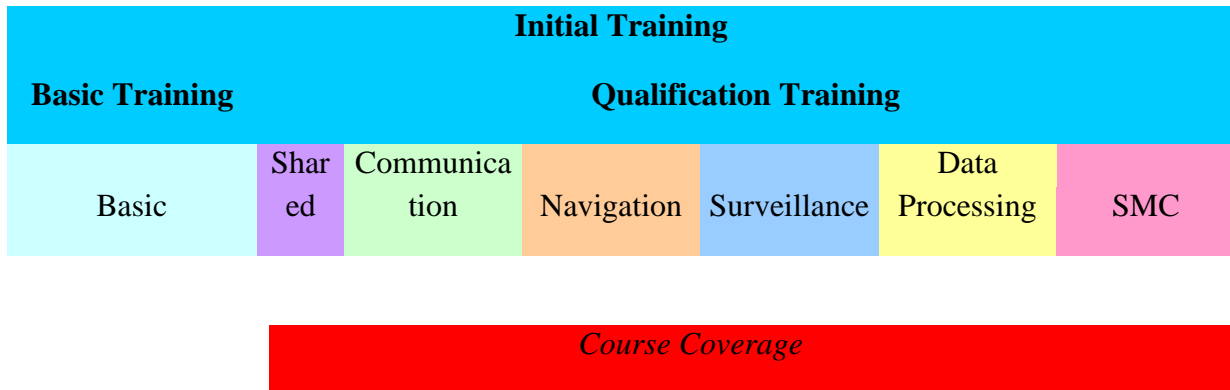 Initial Training
Basic Training Qualification Training
Basic
Shar
ed
Communica
tion
Navigation
Surveillance
Data
Processing
SMC
Course Coverage